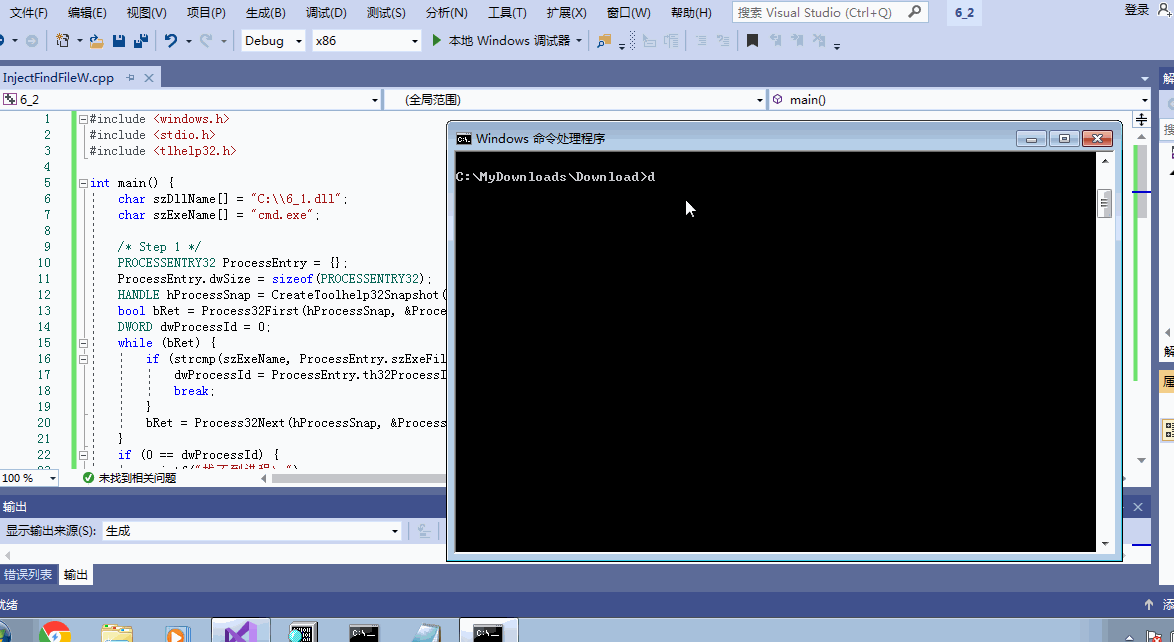 文件(F) 编辑(E) 视图(V) 项目(P) 生成(B) 调试(D) 测试(S) 分析(N) 工具(T) 扩展(X) 窗口(W) 帮助(H) 搜索 Visual Studio (Ctrl+Q) 6_2 登录
Debug x86 本地 Windows 调试器
InjectFindFileW.cpp
6_2 (全局范围) main()
1 #include <windows.h>
2 #include <stdio.h>
3 #include <tlhelp32.h>
4
5 int main() {
6 char szDllName[] = "C:\\6_1.dll";
7 char szExeName[] = "cmd.exe";
8
9 /* Step 1 */
10 PROCESSENTRY32 ProcessEntry = {};
11 ProcessEntry.dwSize = sizeof(PROCESSENTRY32);
12 HANDLE hProcessSnap = CreateToolhelp32Snapshot(
13 bool bRet = Process32First(hProcessSnap, &Proce
14 DWORD dwProcessId = 0;
15 while (bRet) {
16 if (strcmp(szExeName, ProcessEntry.szExeFil
17 dwProcessId = ProcessEntry.th32ProcessI
18 break;
19 }
20 bRet = Process32Next(hProcessSnap, &Process
21 }
22 if (0 == dwProcessId) {
Windows 命令处理程序
C:\MyDownloads\Download>d
100 % 未找到相关问题
输出
显示输出来源(S): 生成
错误列表 输出